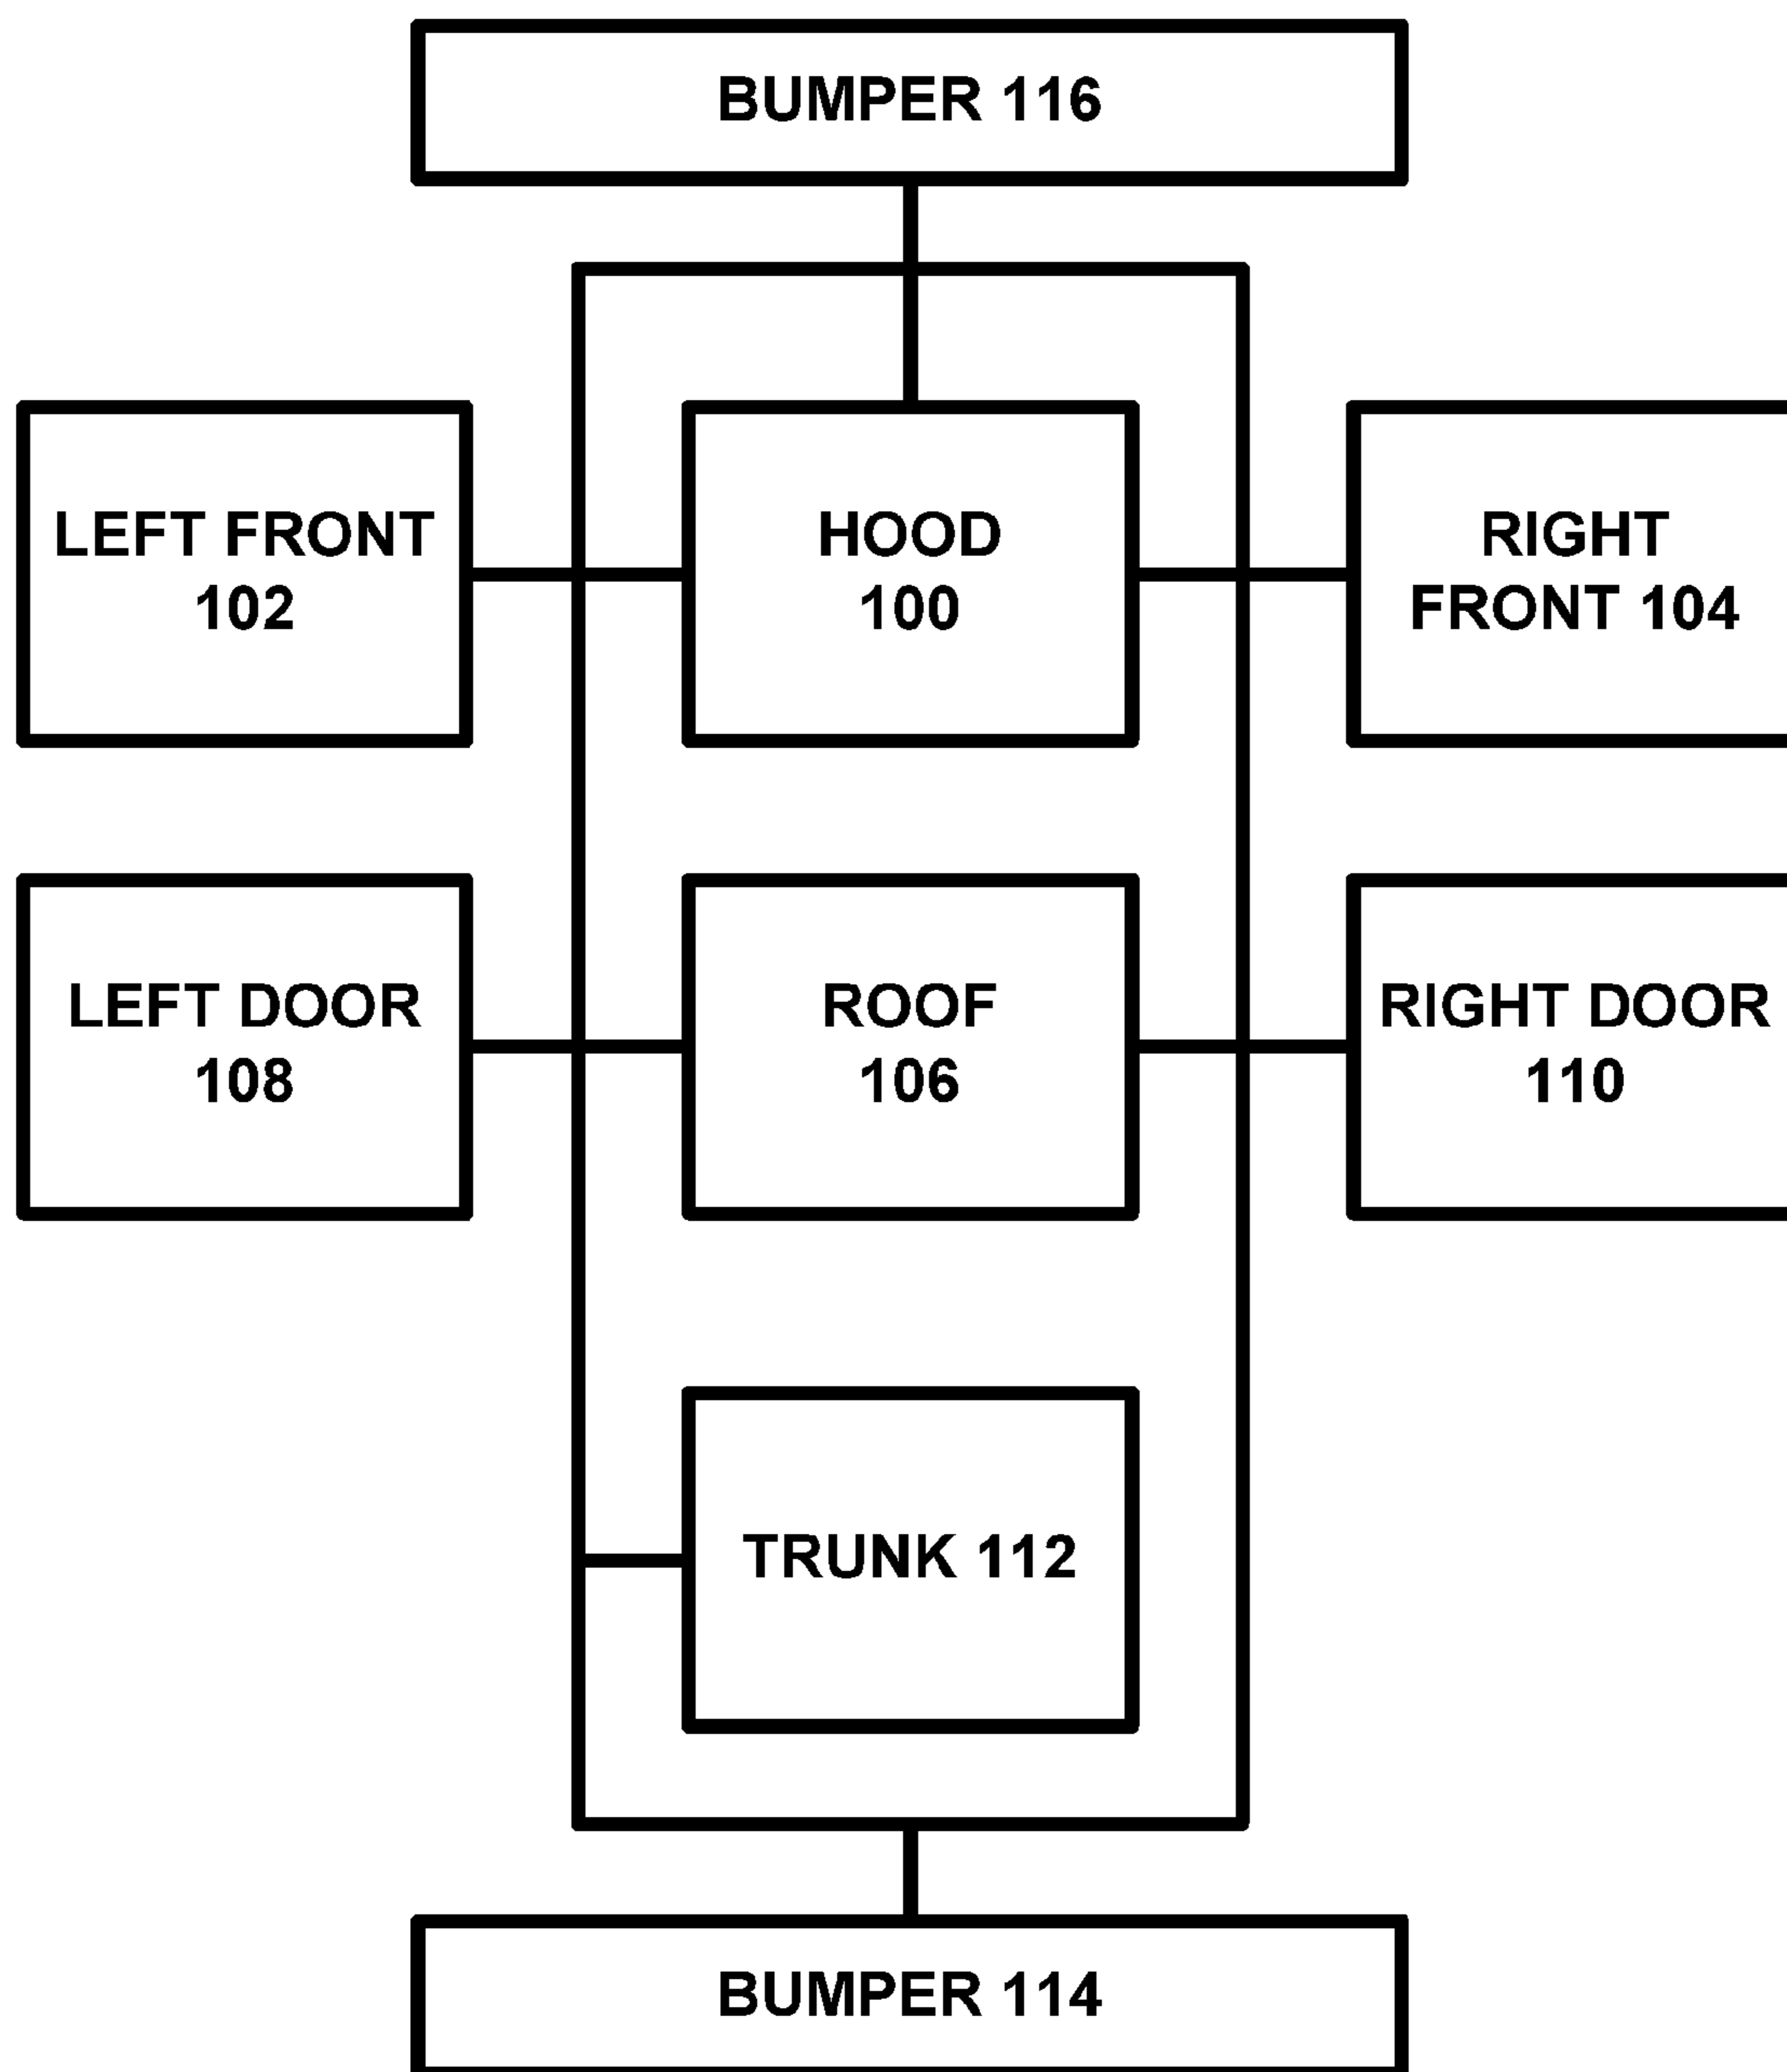 BUMPER 116
LEFT FRONT
102
HOOD
100
RIGHT
FRONT 104
LEFT DOOR
108
ROOF
106
RIGHT DOOR
110
TRUNK 112
BUMPER 114